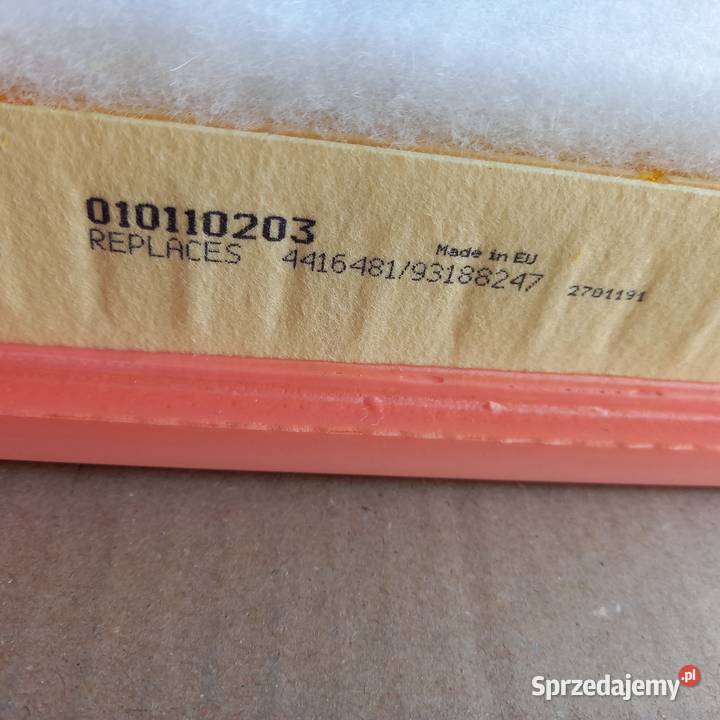 010110203
Made in EU
REPLACES 4416481/93188247 2701191
Sprzedajemy.pl